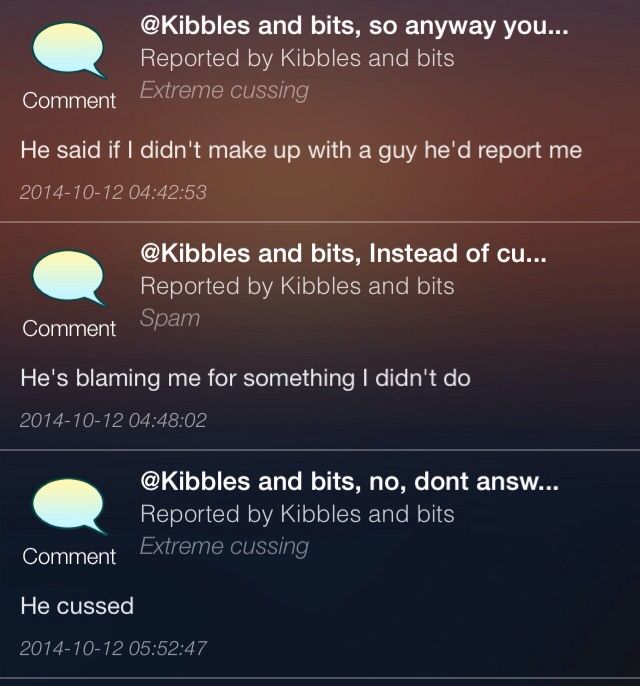 @Kibbles and bits, so anyway you...
Reported by Kibbles and bits
Extreme cussing
Comment
He said if I didn't make up with a guy he'd report me
2014-10-12 04:42:53
@Kibbles and bits, Instead of cu...
Reported by Kibbles and bits
Spam
Comment
He's blaming me for something I didn't do
2014-10-12 04:48:02
@Kibbles and bits, no, dont answ...
Reported by Kibbles and bits
Extreme cussing
Comment
He cussed
2014-10-12 05:52:47